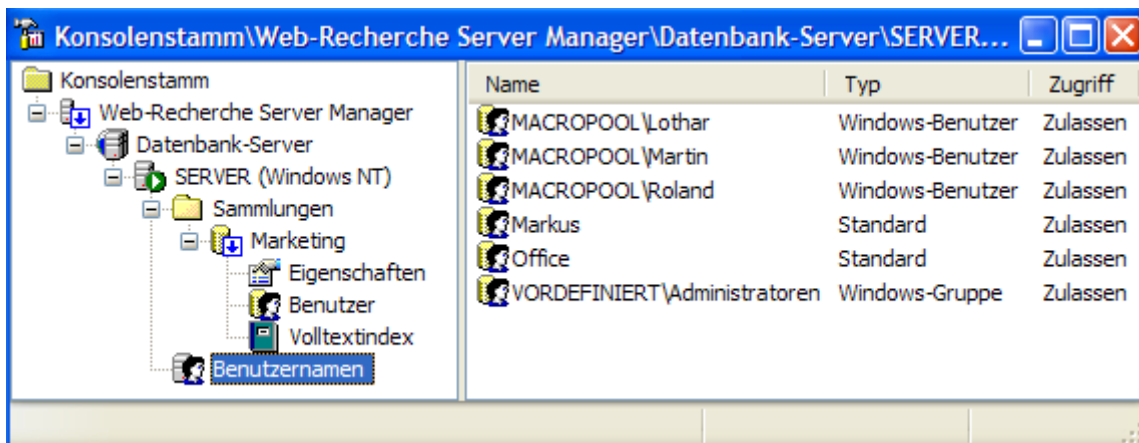 Konsolenstamm\Web-Recherche Server Manager\Datenbank-Server\SERVER...
Konsolenstamm
Web-Recherche Server Manager
Datenbank-Server
SERVER (Windows NT)
Sammlungen
Marketing
Eigenschaften
Benutzer
Volltextindex
Benutzernamen
Name Typ Zugriff
MACROPOOL\Lothar Windows-Benutzer Zulassen
MACROPOOL\Martin Windows-Benutzer Zulassen
MACROPOOL\Roland Windows-Benutzer Zulassen
Markus Standard Zulassen
Office Standard Zulassen
VORDEFINIERT\Administratoren Windows-Gruppe Zulassen